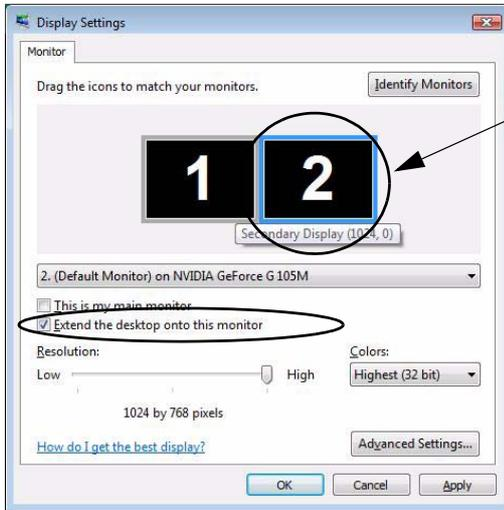 Display Settings
Monitor
Drag the icons to match your monitors.
Identify Monitors
1 2
Secondary Display (1024, 0)
2. (Default Monitor) on NVIDIA GeForce G 105M
This is my main monitor
Extend the desktop onto this monitor
Resolution:
Colors:
Low High
Highest (32 bit)
1024 by 768 pixels
How do I get the best display?
Advanced Settings...
OK Cancel Apply